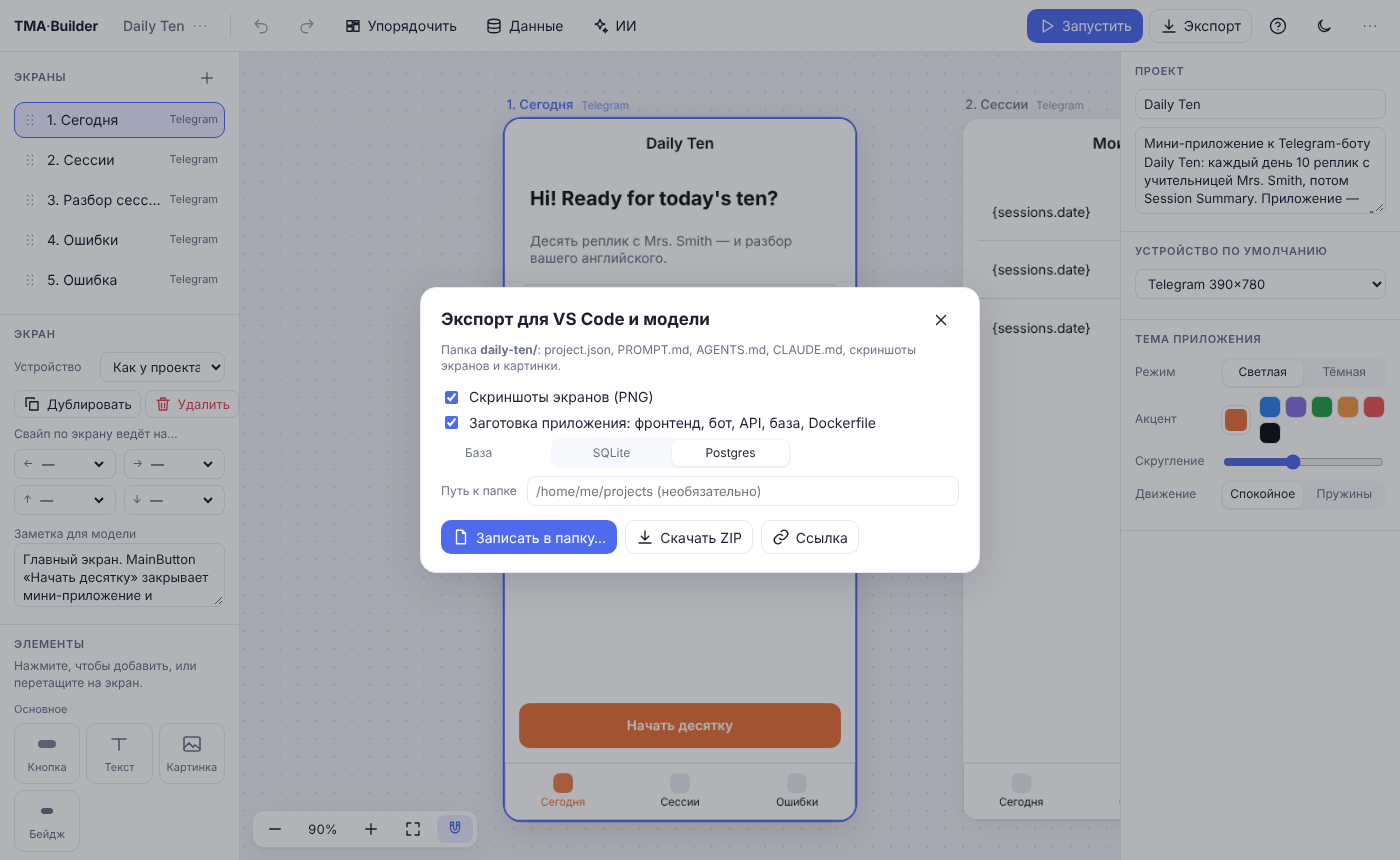 TMA·Builder
Daily Ten
Упорядочить
Данные
ИИ
Запустить
Экспорт
ЭКРАНЫ
1. Сегодня
Telegram
2. Сессии
Telegram
3. Разбор сесс...
Telegram
4. Ошибки
Telegram
5. Ошибка
Telegram
ЭКРАН
Устройство
Как у проекта
Дублировать
Удалить
Свайп по экрану ведёт на...
← —
→ —
↑ —
↓ —
Заметка для модели
Главный экран. MainButton
«Начать десятку» закрывает
мини-приложение и
ЭЛЕМЕНТЫ
Нажмите, чтобы добавить, или
перетащите на экран.
Основное
Кнопка
Текст
Картинка
Бейдж
1. Сегодня Telegram
Daily Ten
Hi! Ready for today's ten?
Десять реплик с Mrs. Smith — и разбор
вашего английского.
Начать десятку
Сегодня
Сессии
Ошибки
2. Сессии Telegram
{sessions.date}
{sessions.date}
{sessions.date}
Сегодня
Экспорт для VS Code и модели
Папка daily-ten/: project.json, PROMPT.md, AGENTS.md, CLAUDE.md, скриншоты
экранов и картинки.
Скриншоты экранов (PNG)
Заготовка приложения: фронтенд, бот, API, база, Dockerfile
База
SQLite
Postgres
Путь к папке
/home/me/projects (необязательно)
Записать в папку...
Скачать ZIP
Ссылка
90%
ПРОЕКТ
Daily Ten
Мини-приложение к Telegram-боту
Daily Ten: каждый день 10 реплик с
учительницей Mrs. Smith, потом
Session Summary. Приложение —
УСТРОЙСТВО ПО УМОЛЧАНИЮ
Telegram 390×780
ТЕМА ПРИЛОЖЕНИЯ
Режим
Светлая
Тёмная
Акцент
Скругление
Движение
Спокойное
Пружины